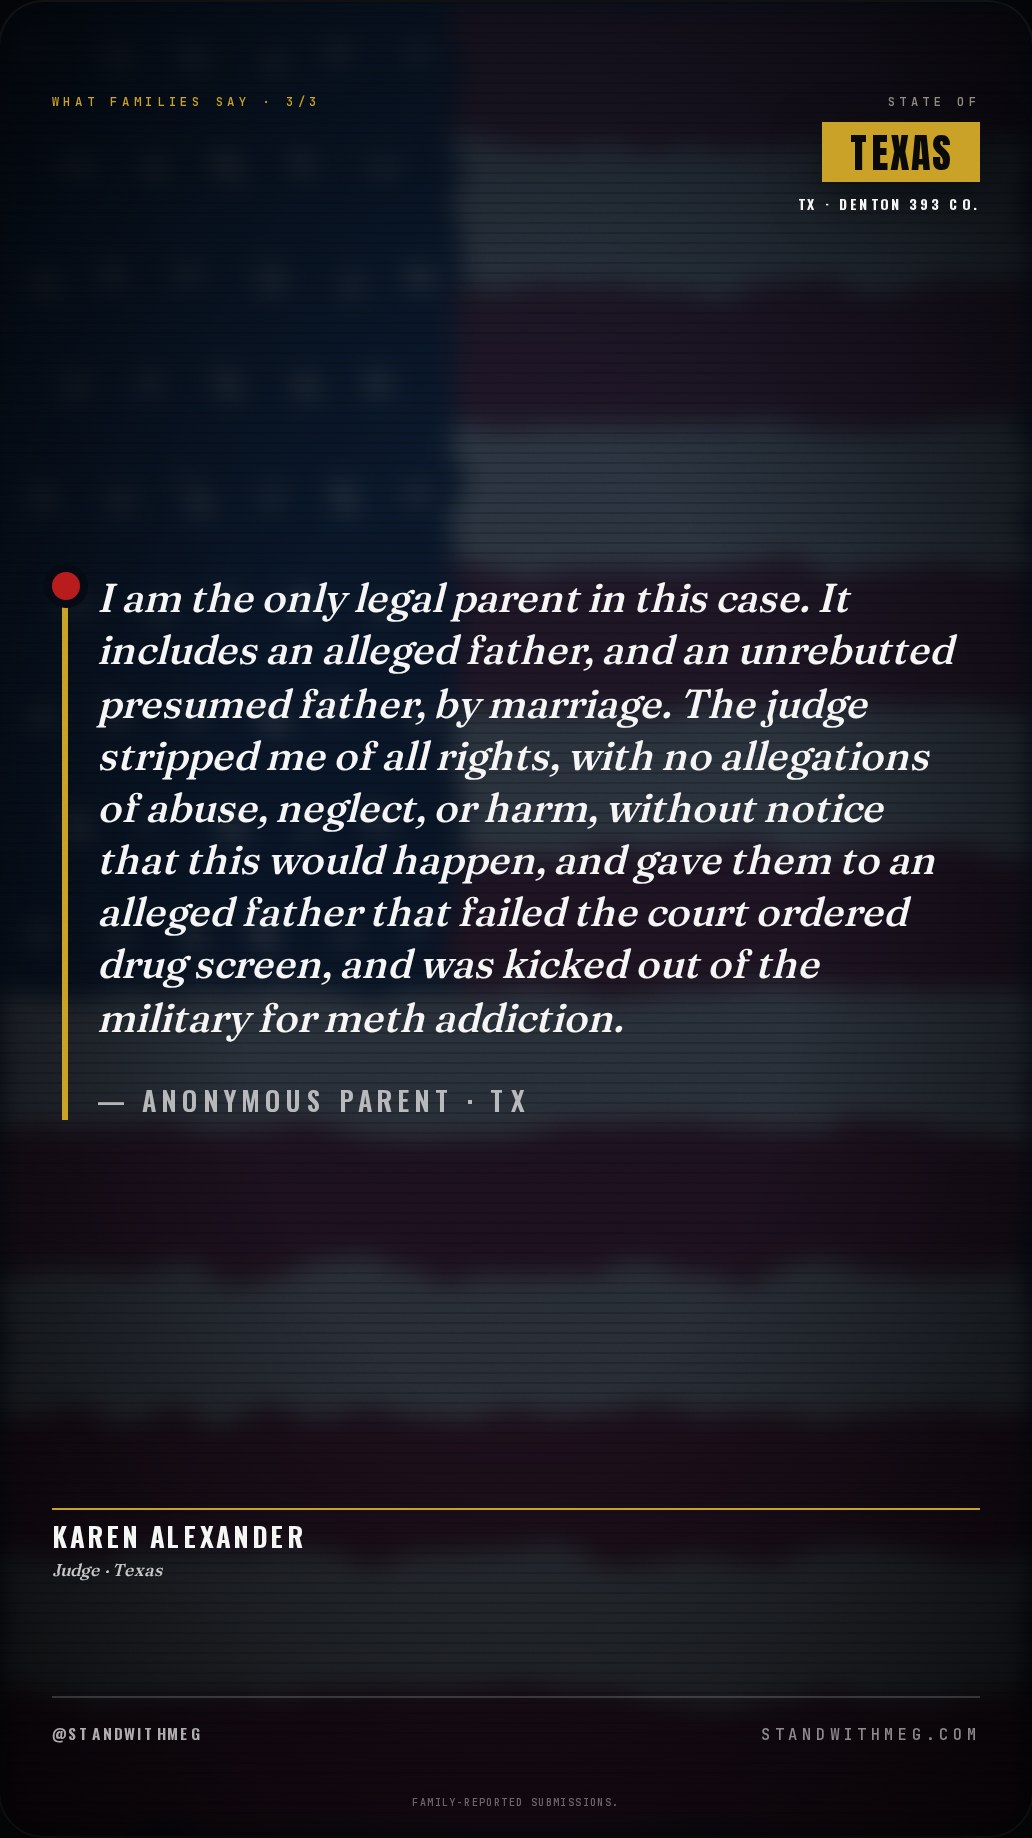 WHAT FAMILIES SAY · 3/3
STATE OF
TEXAS
TX · DENTON 393 CO.
I am the only legal parent in this case. It
includes an alleged father, and an unrebutted
presumed father, by marriage. The judge
stripped me of all rights, with no allegations
of abuse, neglect, or harm, without notice
that this would happen, and gave them to an
alleged father that failed the court ordered
drug screen, and was kicked out of the
military for meth addiction.
— ANONYMOUS PARENT · TX
KAREN ALEXANDER
Judge · Texas
@STANDWITHMEG
STANDWITHMEG.COM
FAMILY-REPORTED SUBMISSIONS.